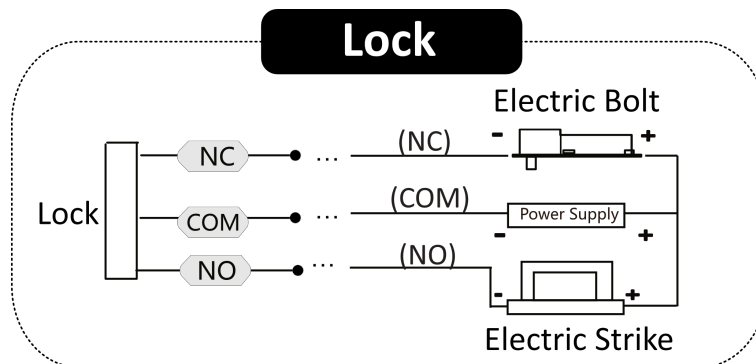 Lock
Electric Bolt
NC
...
(NC)
-
+
Lock
COM
...
(COM)
Power Supply
-
+
NO
...
(NO)
-
+
Electric Strike